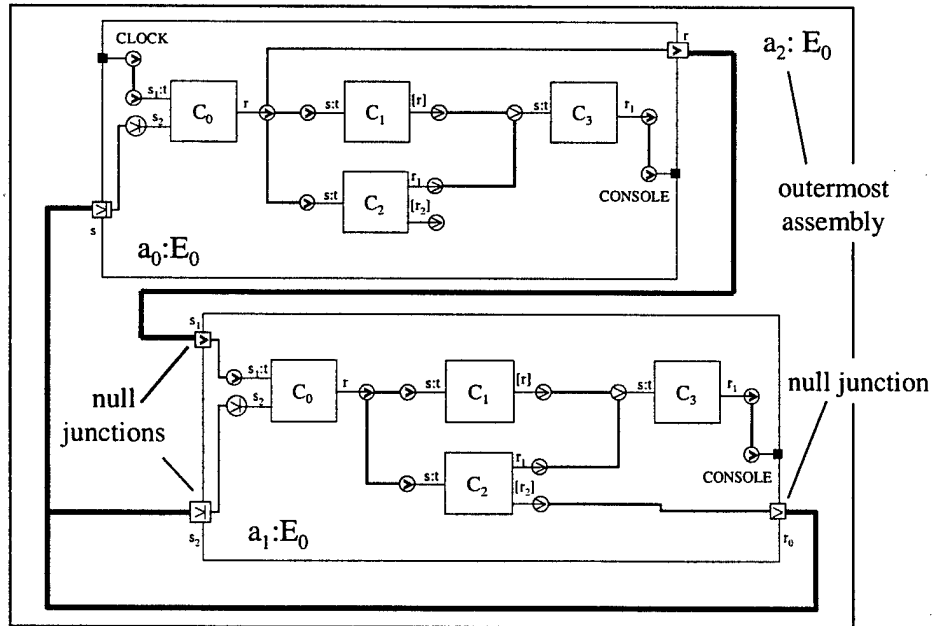 CLOCK
r
a₂: E₀
s₁:t
C₀
r
s:t
C₁
[r]
s:t
C₃
r₁
s₂
s:t
C₂
r₁
[r₂]
CONSOLE
outermost
assembly
s
a₀:E₀
s₁
s₁:t
C₀
r
s:t
C₁
[r]
s:t
C₃
r₁
null junction
null
junctions
s₂
s:t
C₂
r₁
[r₂]
CONSOLE
s₂
a₁:E₀
r₀